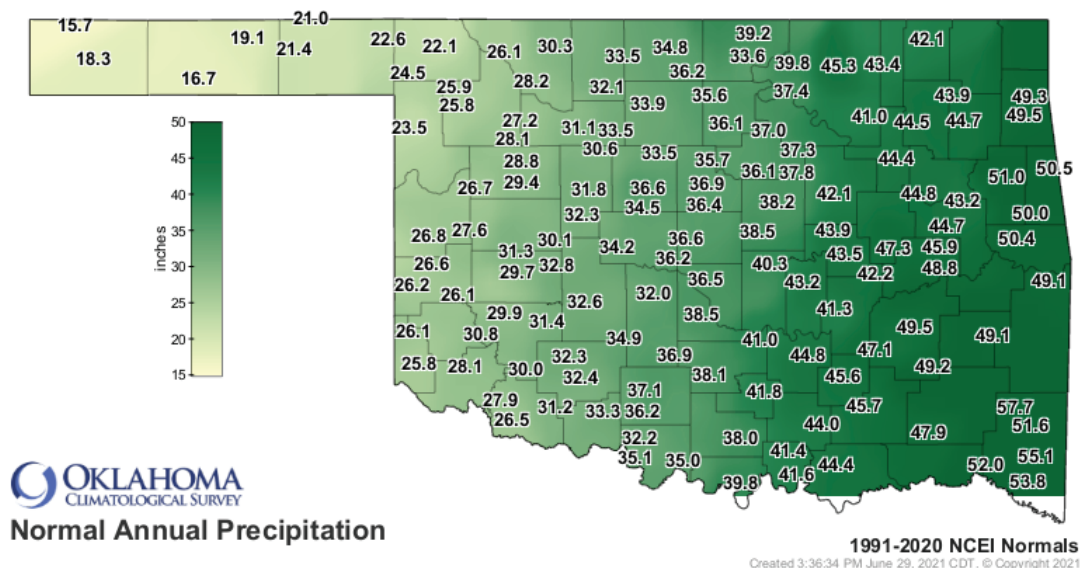 15.7 21.0
19.1 22.6 22.1 39.2 42.1
18.3 21.4 26.1 30.3 33.5 34.8 33.6 39.8 45.3 43.4
16.7 24.5 25.9 28.2 32.1 36.2 37.4
25.8 33.9 35.6 43.9 49.3
23.5 27.2 31.1 33.5 36.1 37.0 41.0 44.5 44.7 49.5
28.1 30.6 33.5 35.7 37.3 44.4
28.8 36.1 37.8 51.0 50.5
26.7 29.4 31.8 36.6 36.9 38.2 42.1 44.8 43.2
32.3 34.5 36.4 50.0
26.8 27.6 30.1 34.2 36.6 38.5 43.9 44.7 50.4
26.6 31.3 32.8 36.2 40.3 43.5 47.3 45.9
26.2 29.7 36.5 43.2 42.2 48.8 49.1
26.1 32.6 32.0 38.5 41.3
26.1 29.9 31.4 34.9 41.0 49.5 49.1
30.8 32.3 36.9 44.8 47.1
25.8 28.1 30.0 32.4 38.1 45.6 49.2
27.9 31.2 37.1 41.8 45.7 57.7
26.5 33.3 36.2 44.0 47.9 51.6
32.2 38.0 41.4
35.1 35.0 44.4 52.0 55.1
39.8 41.6 53.8
50
45
40
35
30
25
20
15
inches
OKLAHOMA
CLIMATOLOGICAL SURVEY
Normal Annual Precipitation
1991-2020 NCEI Normals
Created 3:36:34 PM June 29, 2021 CDT. © Copyright 2021